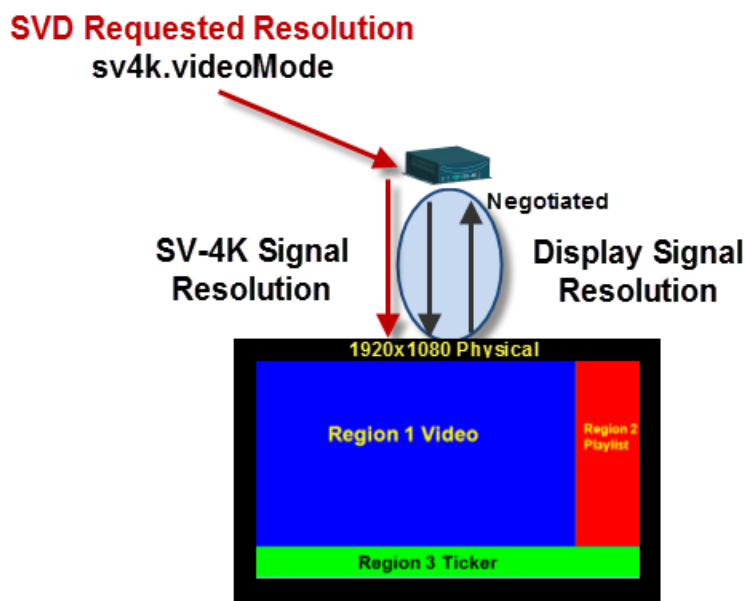 SVD Requested Resolution
sv4k.videoMode
Negotiated
SV-4K Signal
Resolution
Display Signal
Resolution
1920x1080 Physical
Region 1 Video
Region 2
Playlist
Region 3 Ticker